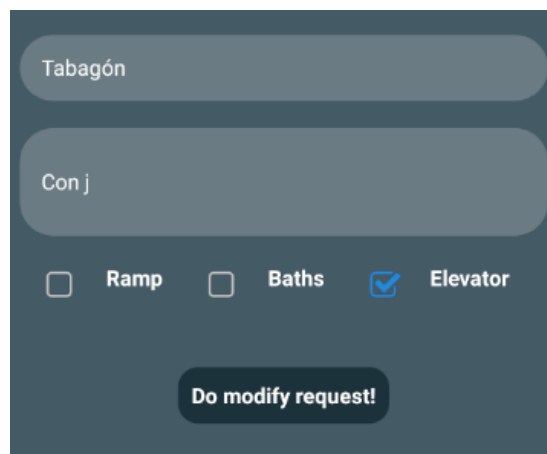 Tabagón
Con j
Ramp Baths Elevator
Do modify request!